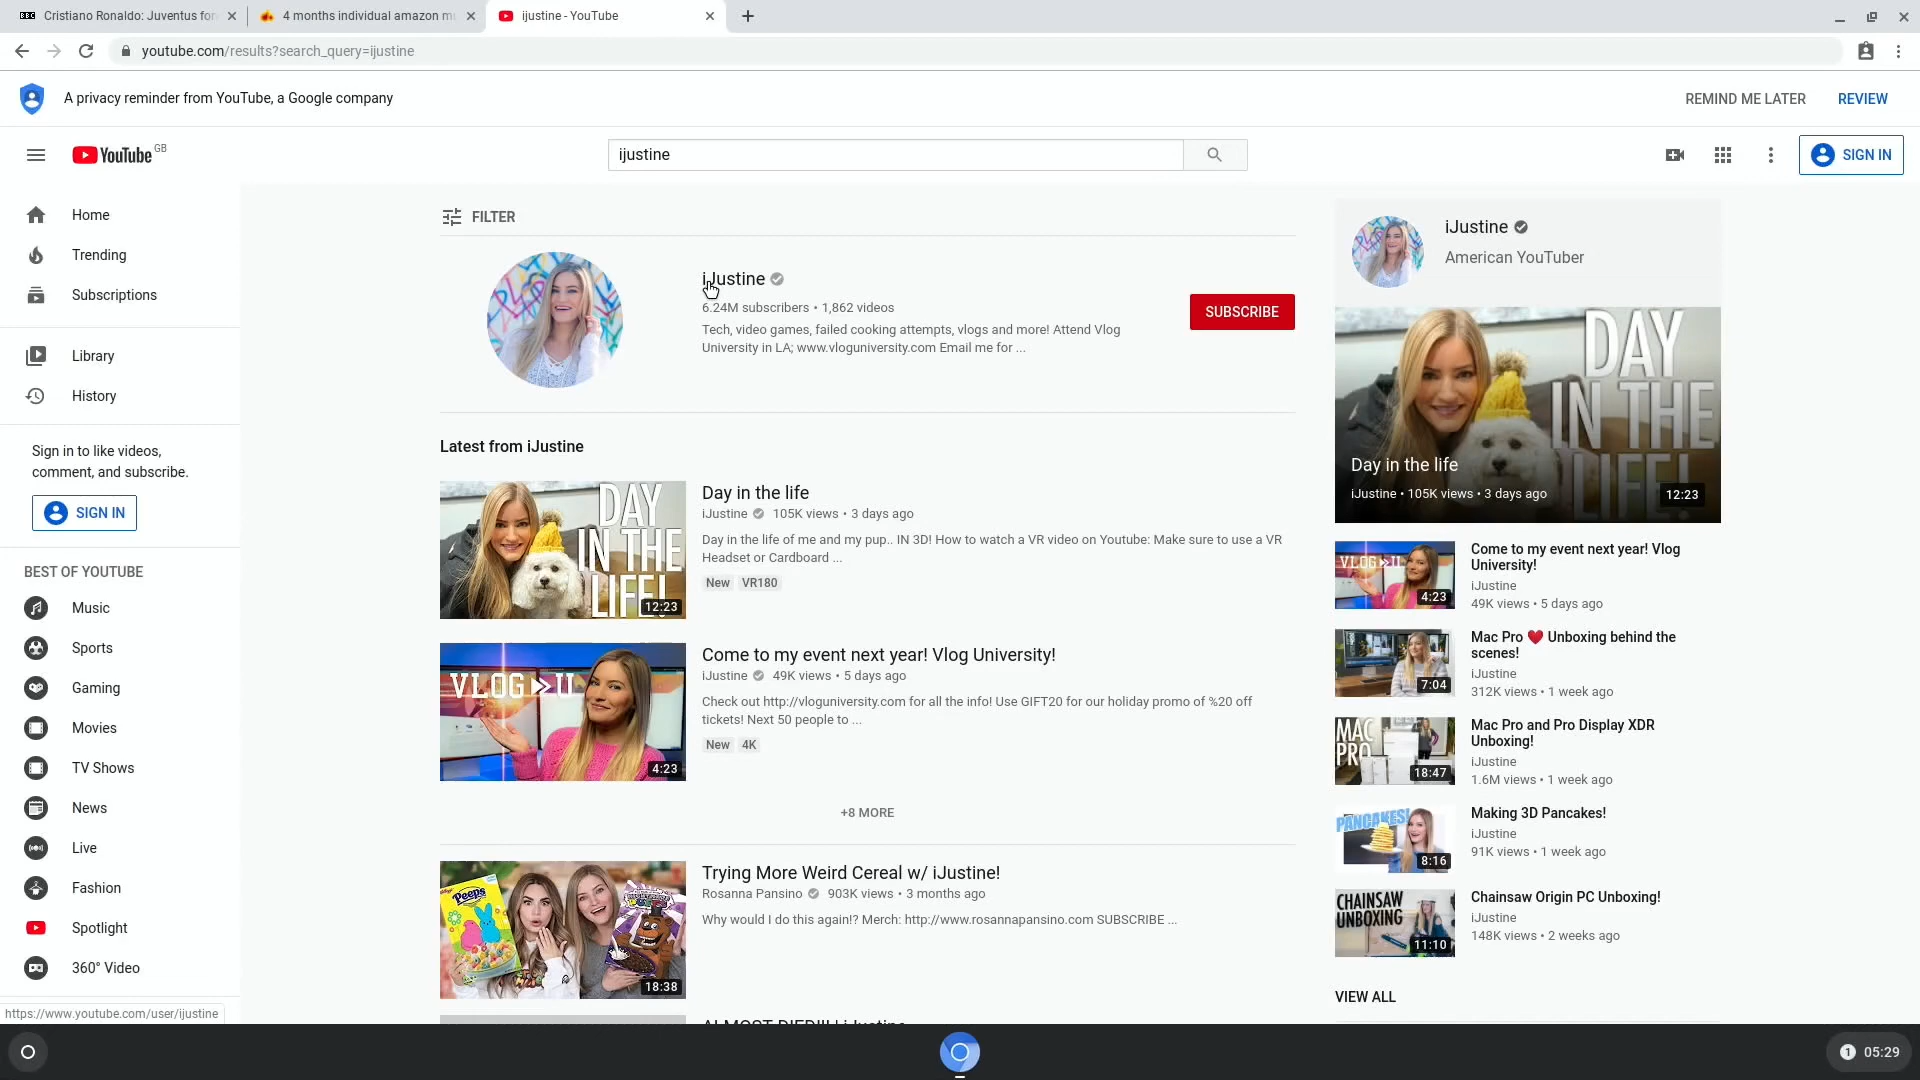 Cristiano Ronaldo: Juventus for
4 months individual amazon mu
ijustine - YouTube
youtube.com/results?search_query=ijustine
A privacy reminder from YouTube, a Google company
REMIND ME LATER
REVIEW
YouTube GB
ijustine
SIGN IN
Home
Trending
Subscriptions
Library
History
Sign in to like videos,
comment, and subscribe.
SIGN IN
BEST OF YOUTUBE
Music
Sports
Gaming
Movies
TV Shows
News
Live
Fashion
Spotlight
360° Video
https://www.youtube.com/user/ijustine
FILTER
iJustine
6.24M subscribers • 1,862 videos
Tech, video games, failed cooking attempts, vlogs and more! Attend Vlog
University in LA; www.vloguniversity.com Email me for ...
SUBSCRIBE
Latest from iJustine
DAY
IN THE
LIFE!
12:23
Day in the life
iJustine 105K views • 3 days ago
Day in the life of me and my pup.. IN 3D! How to watch a VR video on Youtube: Make sure to use a VR
Headset or Cardboard ...
New VR180
VLOG U
4:23
Come to my event next year! Vlog University!
iJustine 49K views • 5 days ago
Check out http://vloguniversity.com for all the info! Use GIFT20 for our holiday promo of %20 off
tickets! Next 50 people to ...
New 4K
+8 MORE
Peeps
18:38
Trying More Weird Cereal w/ iJustine!
Rosanna Pansino 903K views • 3 months ago
Why would I do this again!? Merch: http://www.rosannapansino.com SUBSCRIBE ...
iJustine
American YouTuber
DAY
IN THE
LIFE!
Day in the life
iJustine • 105K views • 3 days ago
12:23
VLOG U
4:23
Come to my event next year! Vlog
University!
iJustine
49K views • 5 days ago
7:04
Mac Pro ❤️ Unboxing behind the
scenes!
iJustine
312K views • 1 week ago
MAC
PRO
18:47
Mac Pro and Pro Display XDR
Unboxing!
iJustine
1.6M views • 1 week ago
PANCAKES!
8:16
Making 3D Pancakes!
iJustine
91K views • 1 week ago
CHAINSAW
UNBOXING
11:10
Chainsaw Origin PC Unboxing!
iJustine
148K views • 2 weeks ago
VIEW ALL
1 05:29